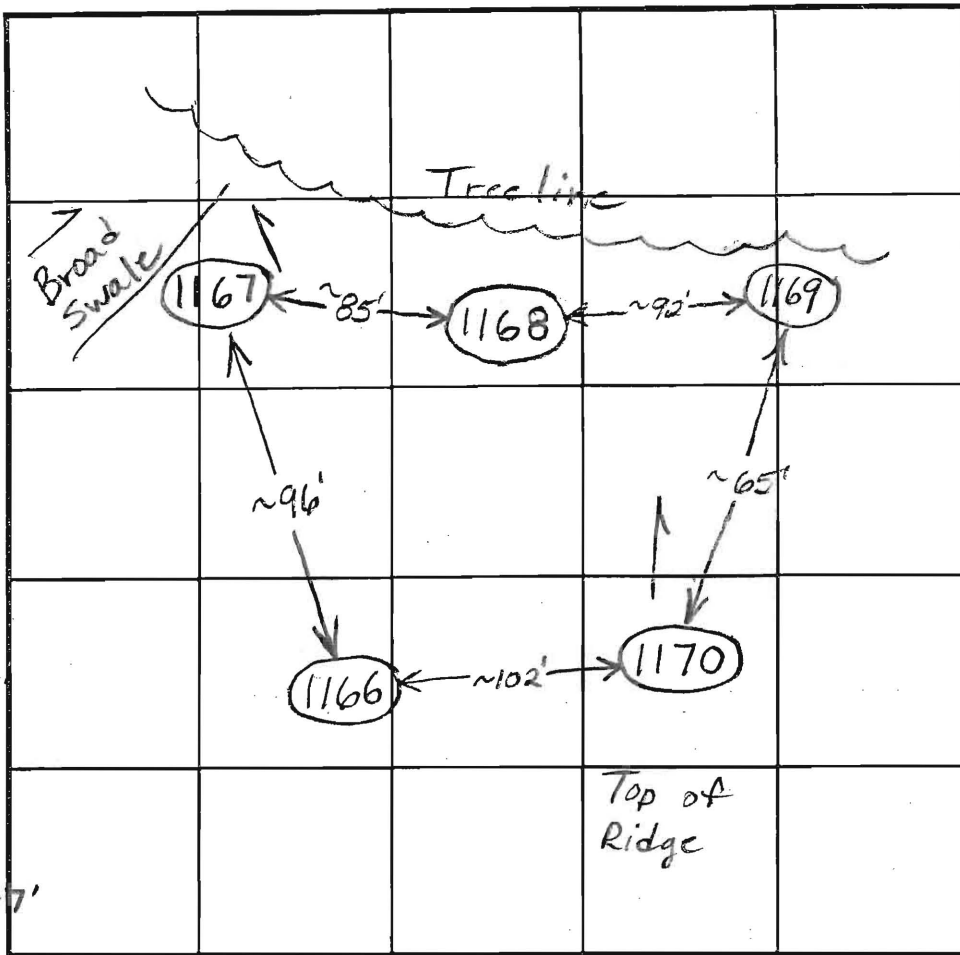 Tree line
Broad
Swale
1167
~85'
1168
~92'
1169
~96'
~65'
1166
~102'
1170
Top of
Ridge